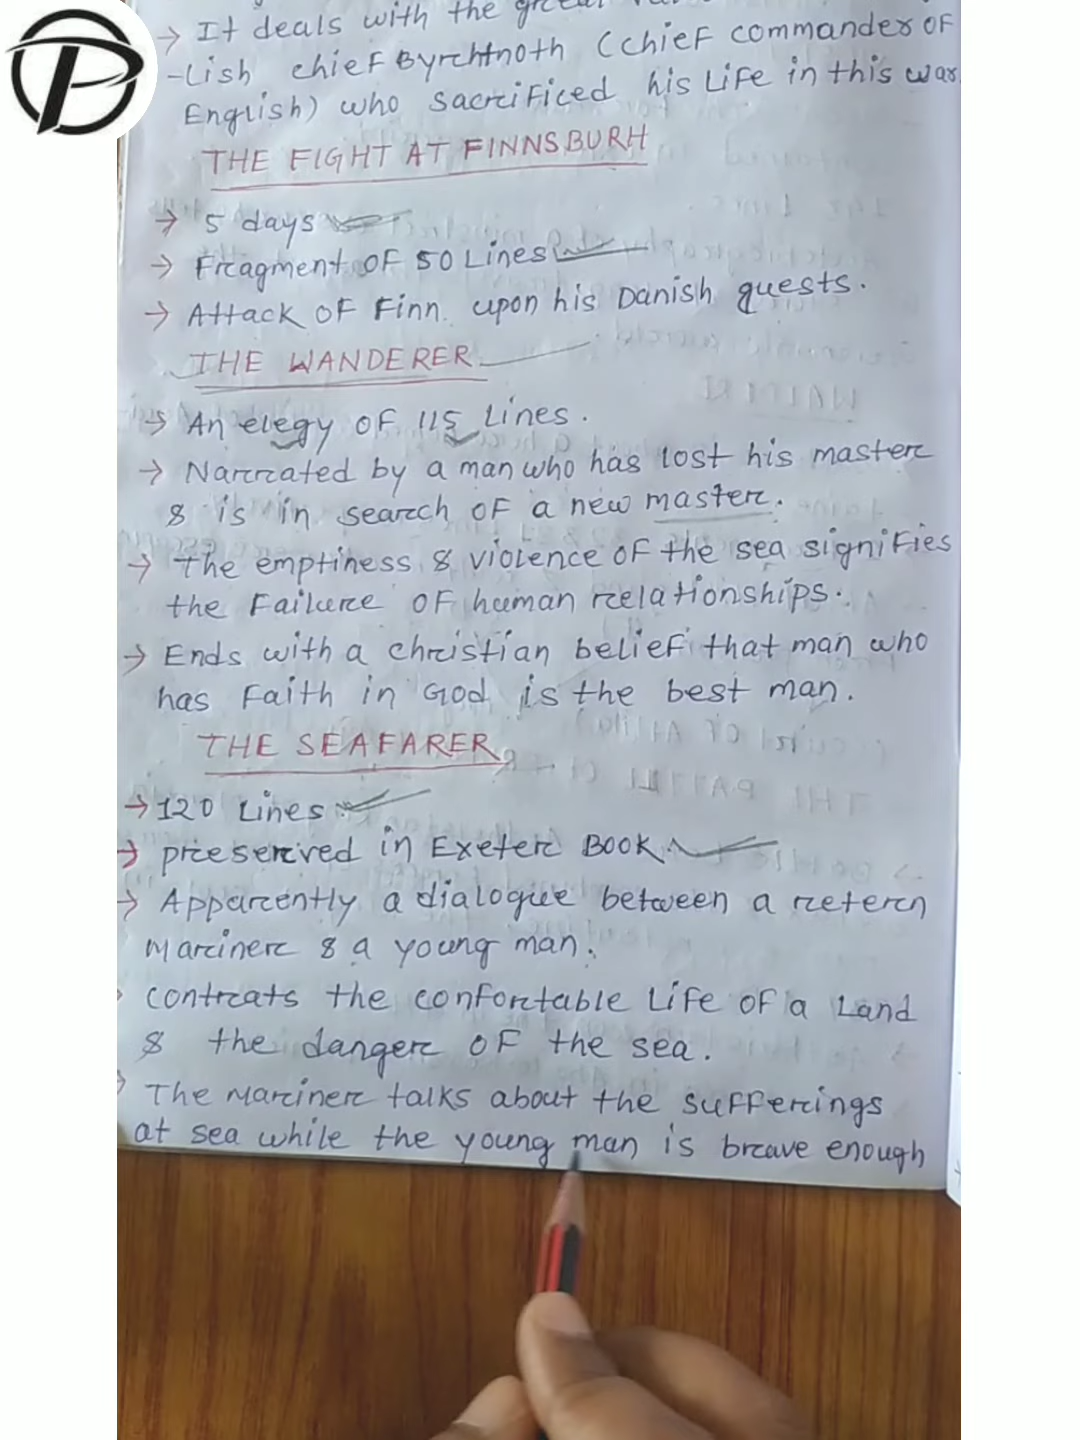 → It deals with the great
-lish chief Byrchtnoth (chief commander of
English) who sacrificed his life in this war.
THE FIGHT AT FINNSBURH
→ 5 days
→ Fragment of 50 Lines
→ Attack of Finn upon his Danish guests.
THE WANDERER
→ An elegy of 115 Lines.
→ Narrated by a man who has lost his master
& is in search of a new master.
→ The emptiness & violence of the sea signifies
the failure of human relationships.
→ Ends with a christian belief that man who
has faith in God is the best man.
THE SEAFARER
→ 120 Lines
→ preserved in Exeter BOOK
→ Apparently a dialogue between a retern
Mariner & a young man.
contrats the confortable Life of a Land
& the danger of the sea.
The Mariner talks about the sufferings
at sea while the young man is brave enough